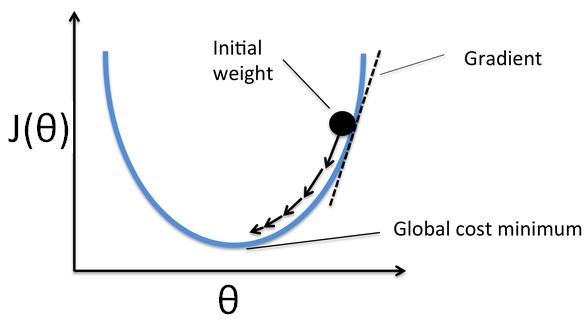 Initial
weight
Gradient
J(θ)
Global cost minimum
θ